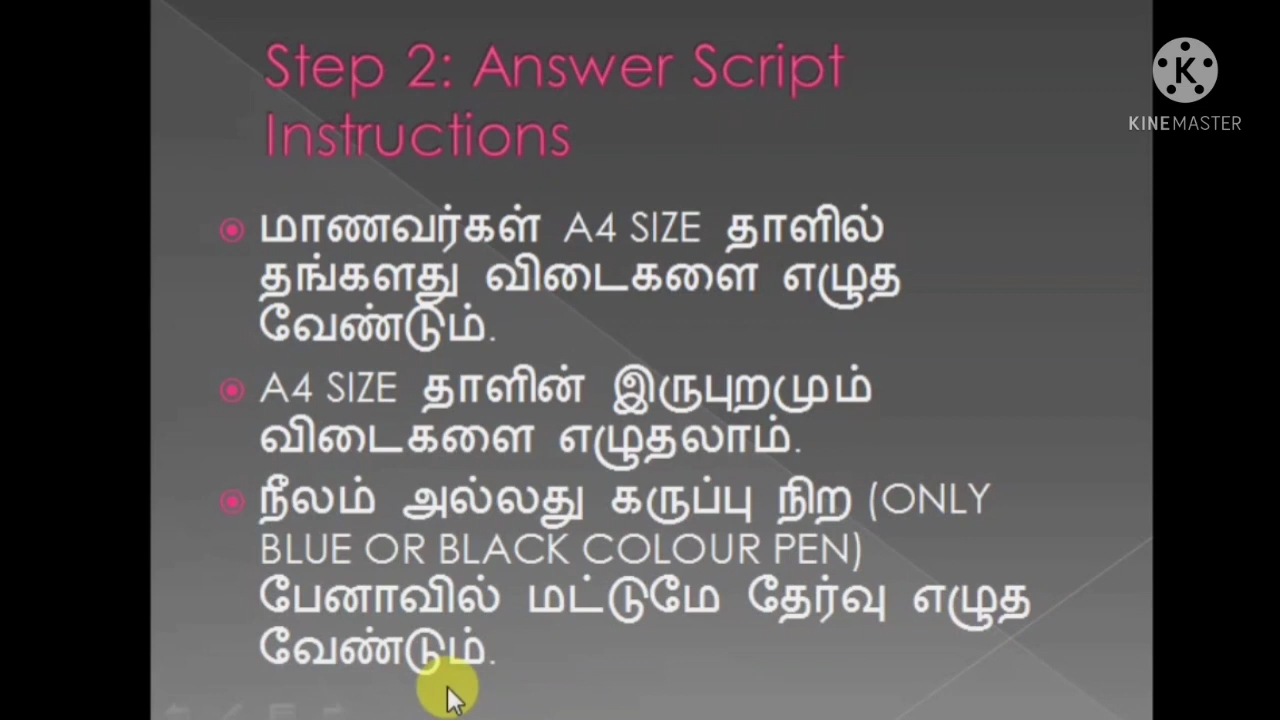 Step 2: Answer Script
Instructions
KINEMASTER
மாணவர்கள் A4 SIZE தாளில்
தங்களது விடைகளை எழுத
வேண்டும்.
A4 SIZE தாளின் இருபுறமும்
விடைகளை எழுதலாம்.
நீலம் அல்லது கருப்பு நிற (ONLY
BLUE OR BLACK COLOUR PEN)
பேனாவில் மட்டுமே தேர்வு எழுத
வேண்டும்.